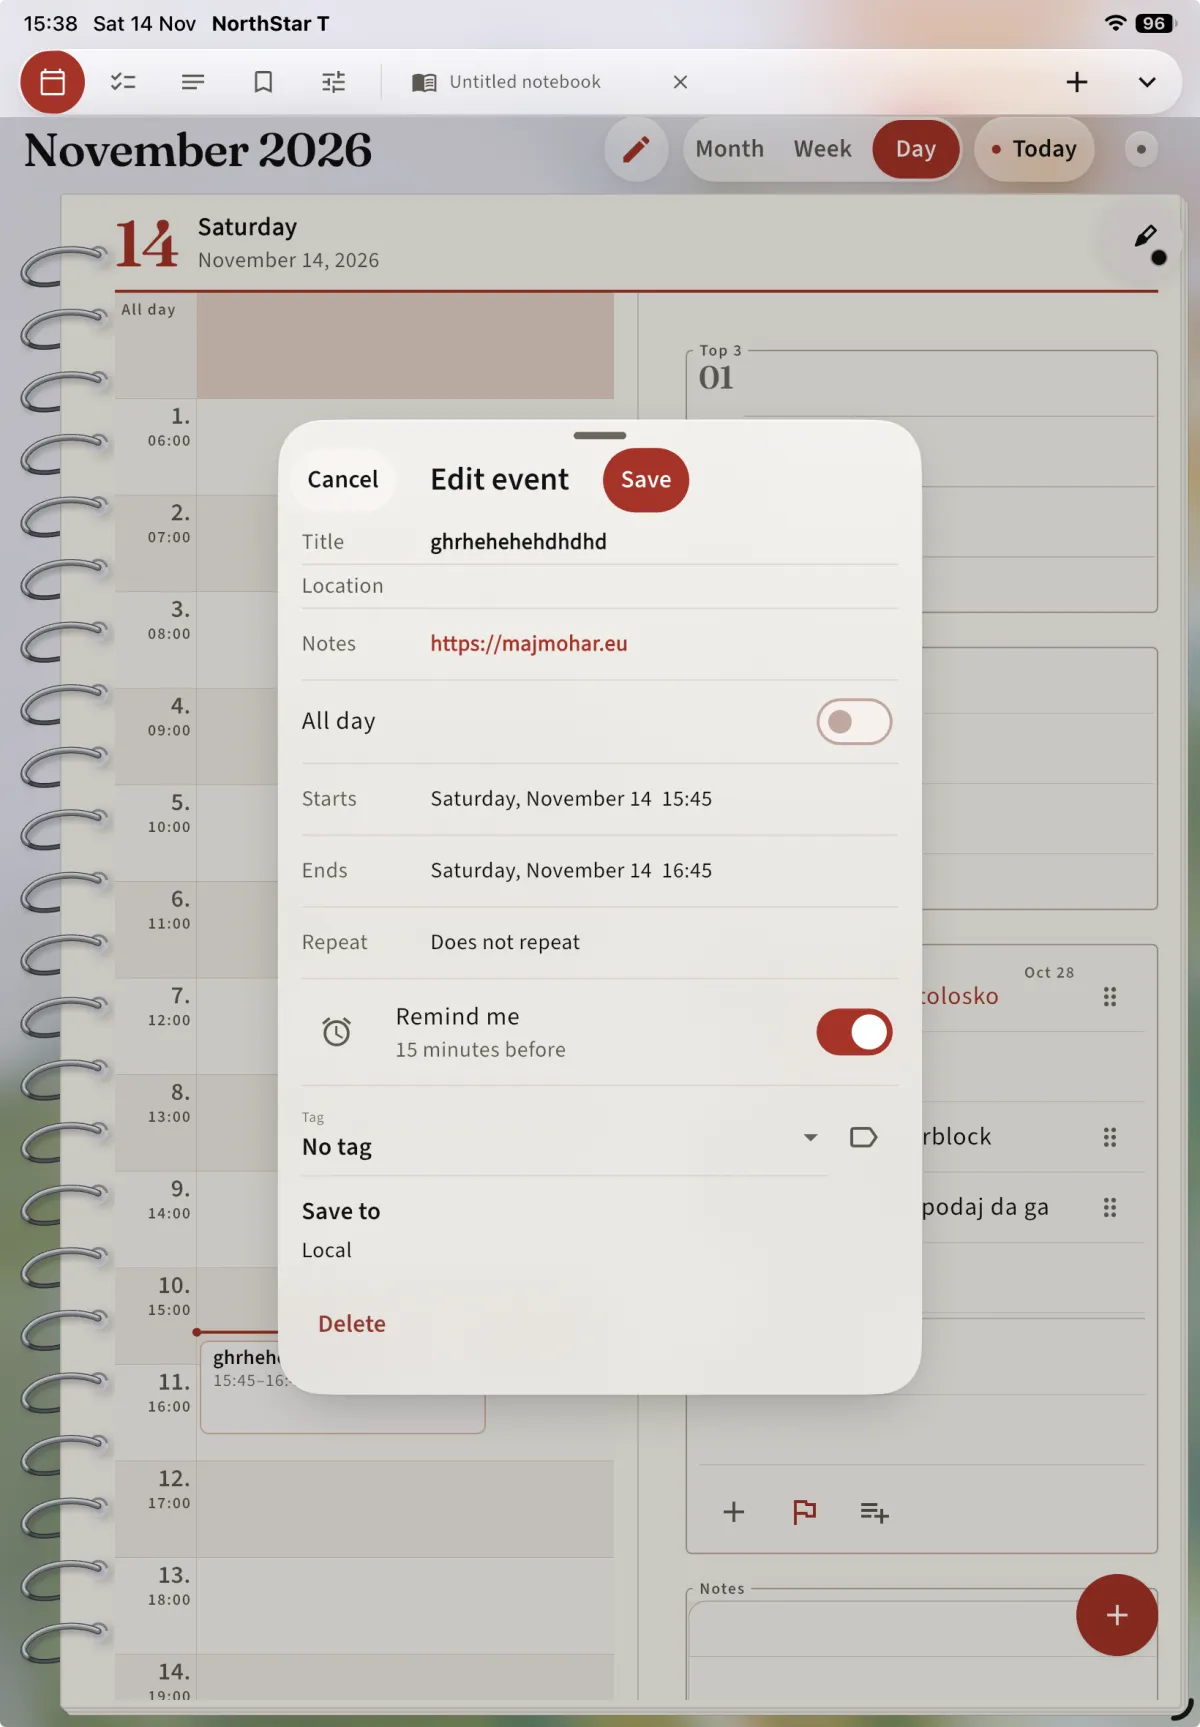 15:38 Sat 14 Nov NorthStar T 96
Untitled notebook
November 2026 Month Week Day Today
14 Saturday
November 14, 2026
All day
Top 3
01
1.
06:00
2.
07:00
3.
08:00
4.
09:00
5.
10:00
6.
11:00
7.
12:00
8.
13:00
9.
14:00
10.
15:00
11.
16:00
12.
17:00
13.
18:00
14.
19:00
Cancel Edit event Save
Title ghrhehehehdhdhd
Location
Notes https://majmohar.eu
All day
Starts Saturday, November 14 15:45
Ends Saturday, November 14 16:45
Repeat Does not repeat
Remind me
15 minutes before
Tag
No tag
Save to
Local
Delete
ghrheh
15:45–16:
Oct 28
tolosko
rblock
podaj da ga
Notes